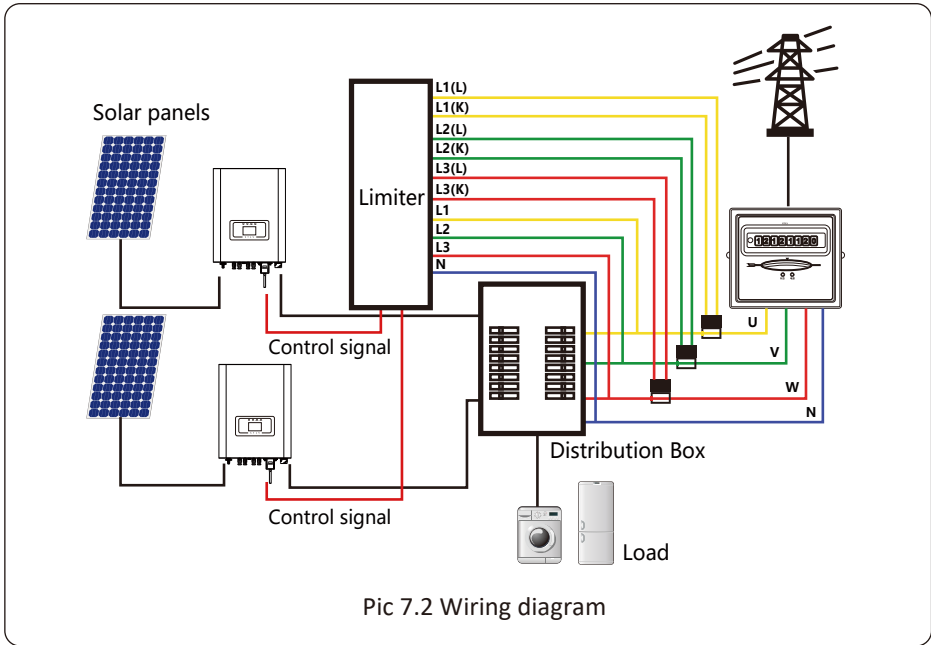 Solar panels
Limiter
L1(L)
L1(K)
L2(L)
L2(K)
L3(L)
L3(K)
L1
L2
L3
N
Control signal
Control signal
Distribution Box
Load
U
V
W
N
12121120
Pic 7.2 Wiring diagram